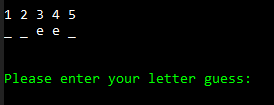 1 2 3 4 5
_ _ e e _
Please enter your letter guess: